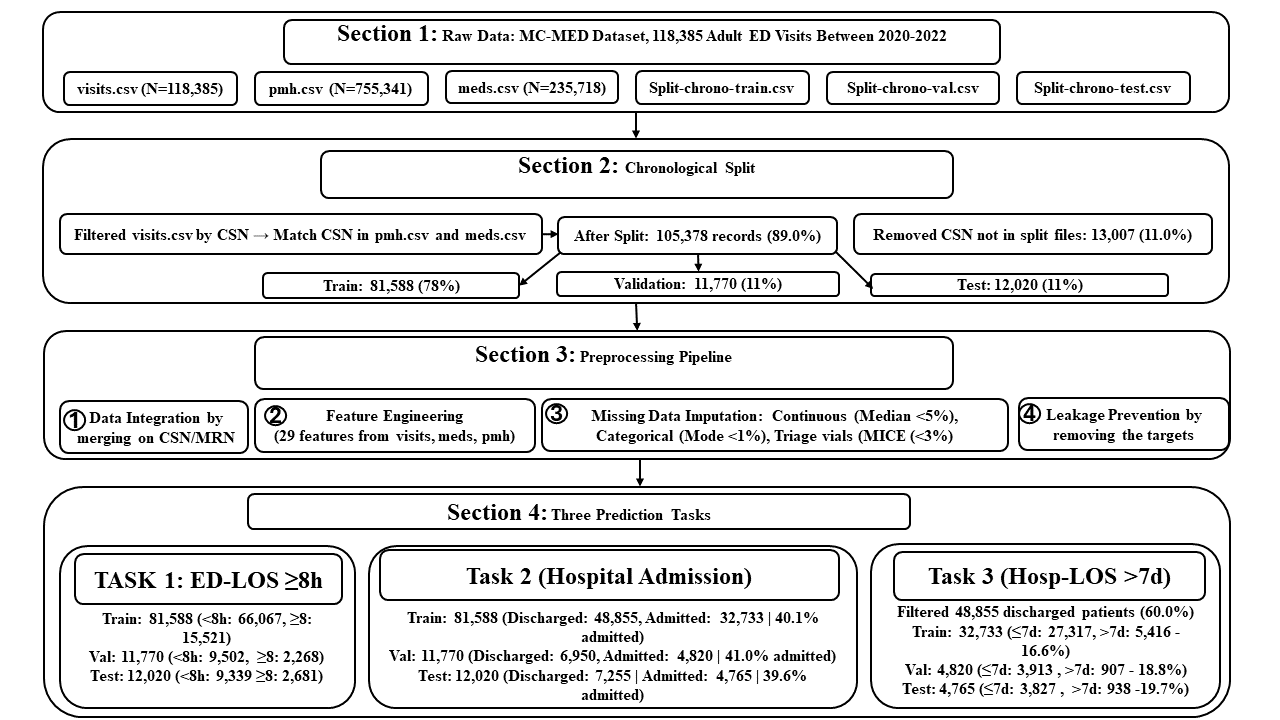 Section 1: Raw Data: MC-MED Dataset, 118,385 Adult ED Visits Between 2020-2022
visits.csv (N=118,385)
pmh.csv (N=755,341)
meds.csv (N=235,718)
Split-chrono-train.csv
Split-chrono-val.csv
Split-chrono-test.csv
Section 2: Chronological Split
Filtered visits.csv by CSN → Match CSN in pmh.csv and meds.csv
After Split: 105,378 records (89.0%)
Removed CSN not in split files: 13,007 (11.0%)
Train: 81,588 (78%)
Validation: 11,770 (11%)
Test: 12,020 (11%)
Section 3: Preprocessing Pipeline
① Data Integration by
merging on CSN/MRN
② Feature Engineering
(29 features from visits, meds, pmh)
③ Missing Data Imputation: Continuous (Median <5%),
Categorical (Mode <1%), Triage vials (MICE (<3%)
④ Leakage Prevention by
removing the targets
Section 4: Three Prediction Tasks
TASK 1: ED-LOS ≥8h
Train: 81,588 (<8h: 66,067, ≥8:
15,521)
Val: 11,770 (<8h: 9,502, ≥8: 2,268)
Test: 12,020 (<8h: 9,339 ≥8: 2,681)
Task 2 (Hospital Admission)
Train: 81,588 (Discharged: 48,855, Admitted: 32,733 | 40.1%
admitted)
Val: 11,770 (Discharged: 6,950, Admitted: 4,820 | 41.0% admitted)
Test: 12,020 (Discharged: 7,255 | Admitted: 4,765 | 39.6%
admitted)
Task 3 (Hosp-LOS >7d)
Filtered 48,855 discharged patients (60.0%)
Train: 32,733 (≤7d: 27,317, >7d: 5,416 -
16.6%)
Val: 4,820 (≤7d: 3,913 , >7d: 907 - 18.8%)
Test: 4,765 (≤7d: 3,827 , >7d: 938 -19.7%)